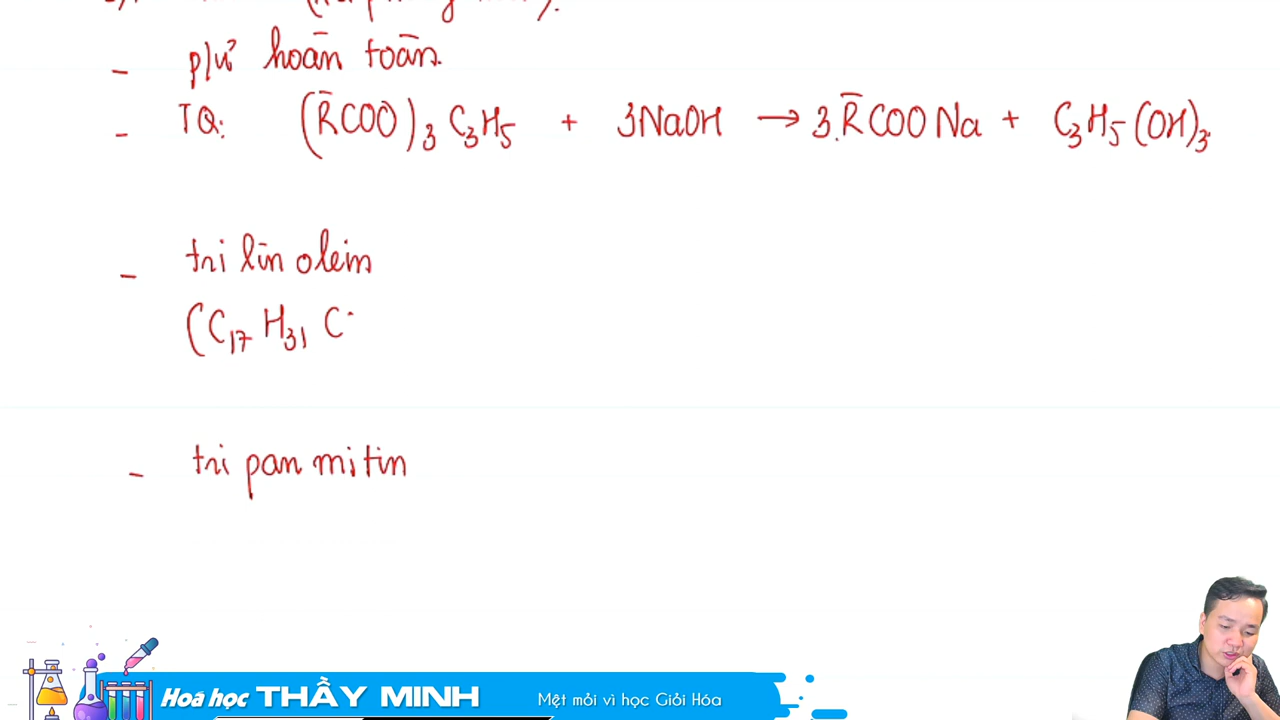 - p/ứ hoàn toàn.
- TQ: (R̄COO)₃C₃H₅ + 3NaOH → 3.R̄COONa + C₃H₅(OH)₃.
- tri lin olein
(C₁₇H₃₁C
- tri pan mi tin
Hoá học THẦY MINH Mệt mỏi vì học Giỏi Hóa